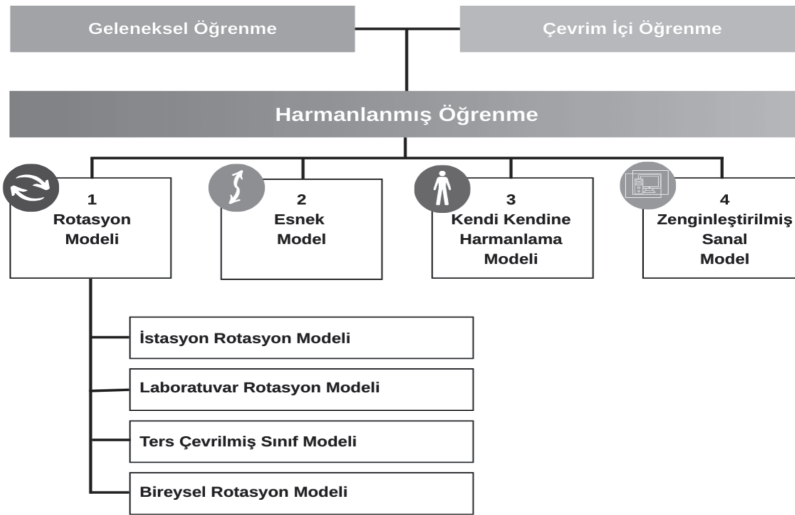 Geleneksel Öğrenme
Çevrim İçi Öğrenme
Harmanlanmış Öğrenme
1
Rotasyon
Modeli
2
Esnek
Model
3
Kendi Kendine
Harmanlama
Modeli
4
Zenginleştirilmiş
Sanal
Model
İstasyon Rotasyon Modeli
Laboratuvar Rotasyon Modeli
Ters Çevrilmiş Sınıf Modeli
Bireysel Rotasyon Modeli